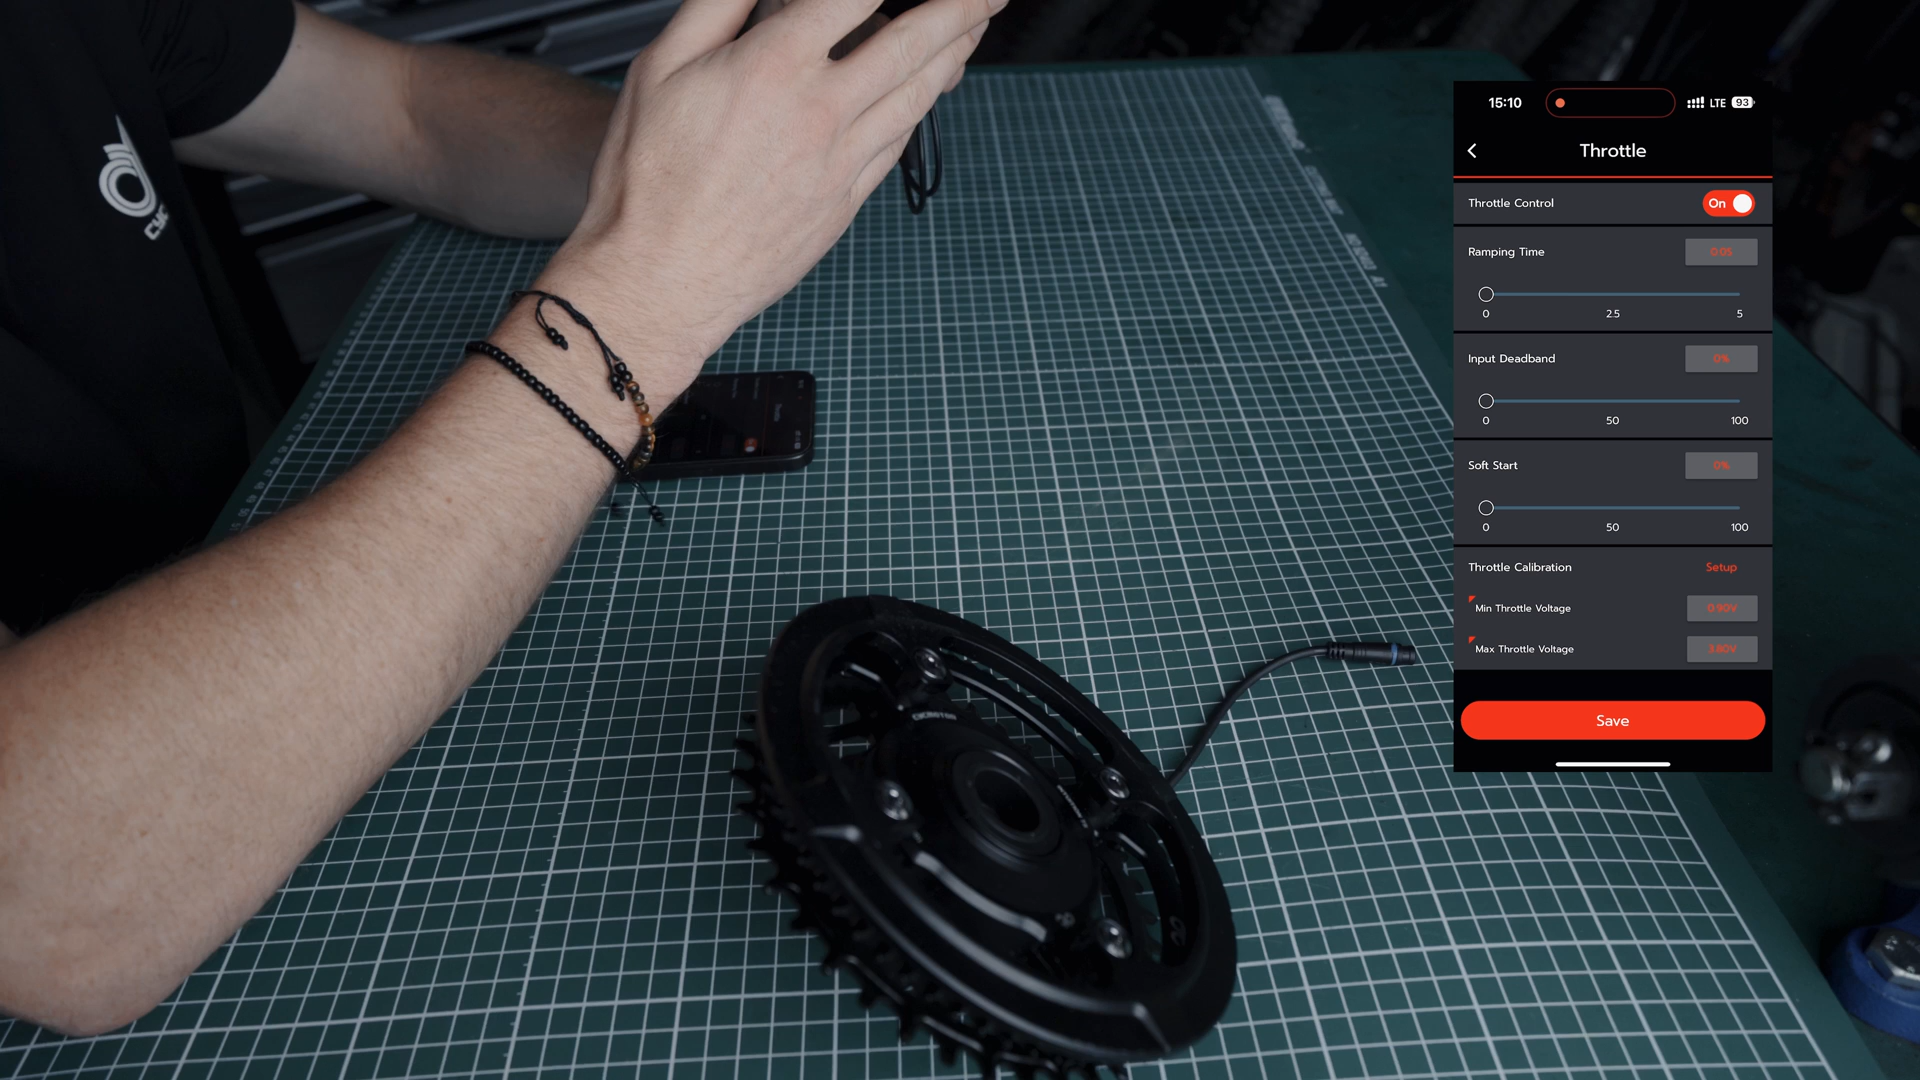 15:10
LTE 93
Throttle
Throttle Control
On
Ramping Time
0.05
0 2.5 5
Input Deadband
0%
0 50 100
Soft Start
0%
0 50 100
Throttle Calibration
Setup
Min Throttle Voltage
0.90V
Max Throttle Voltage
3.80V
Save